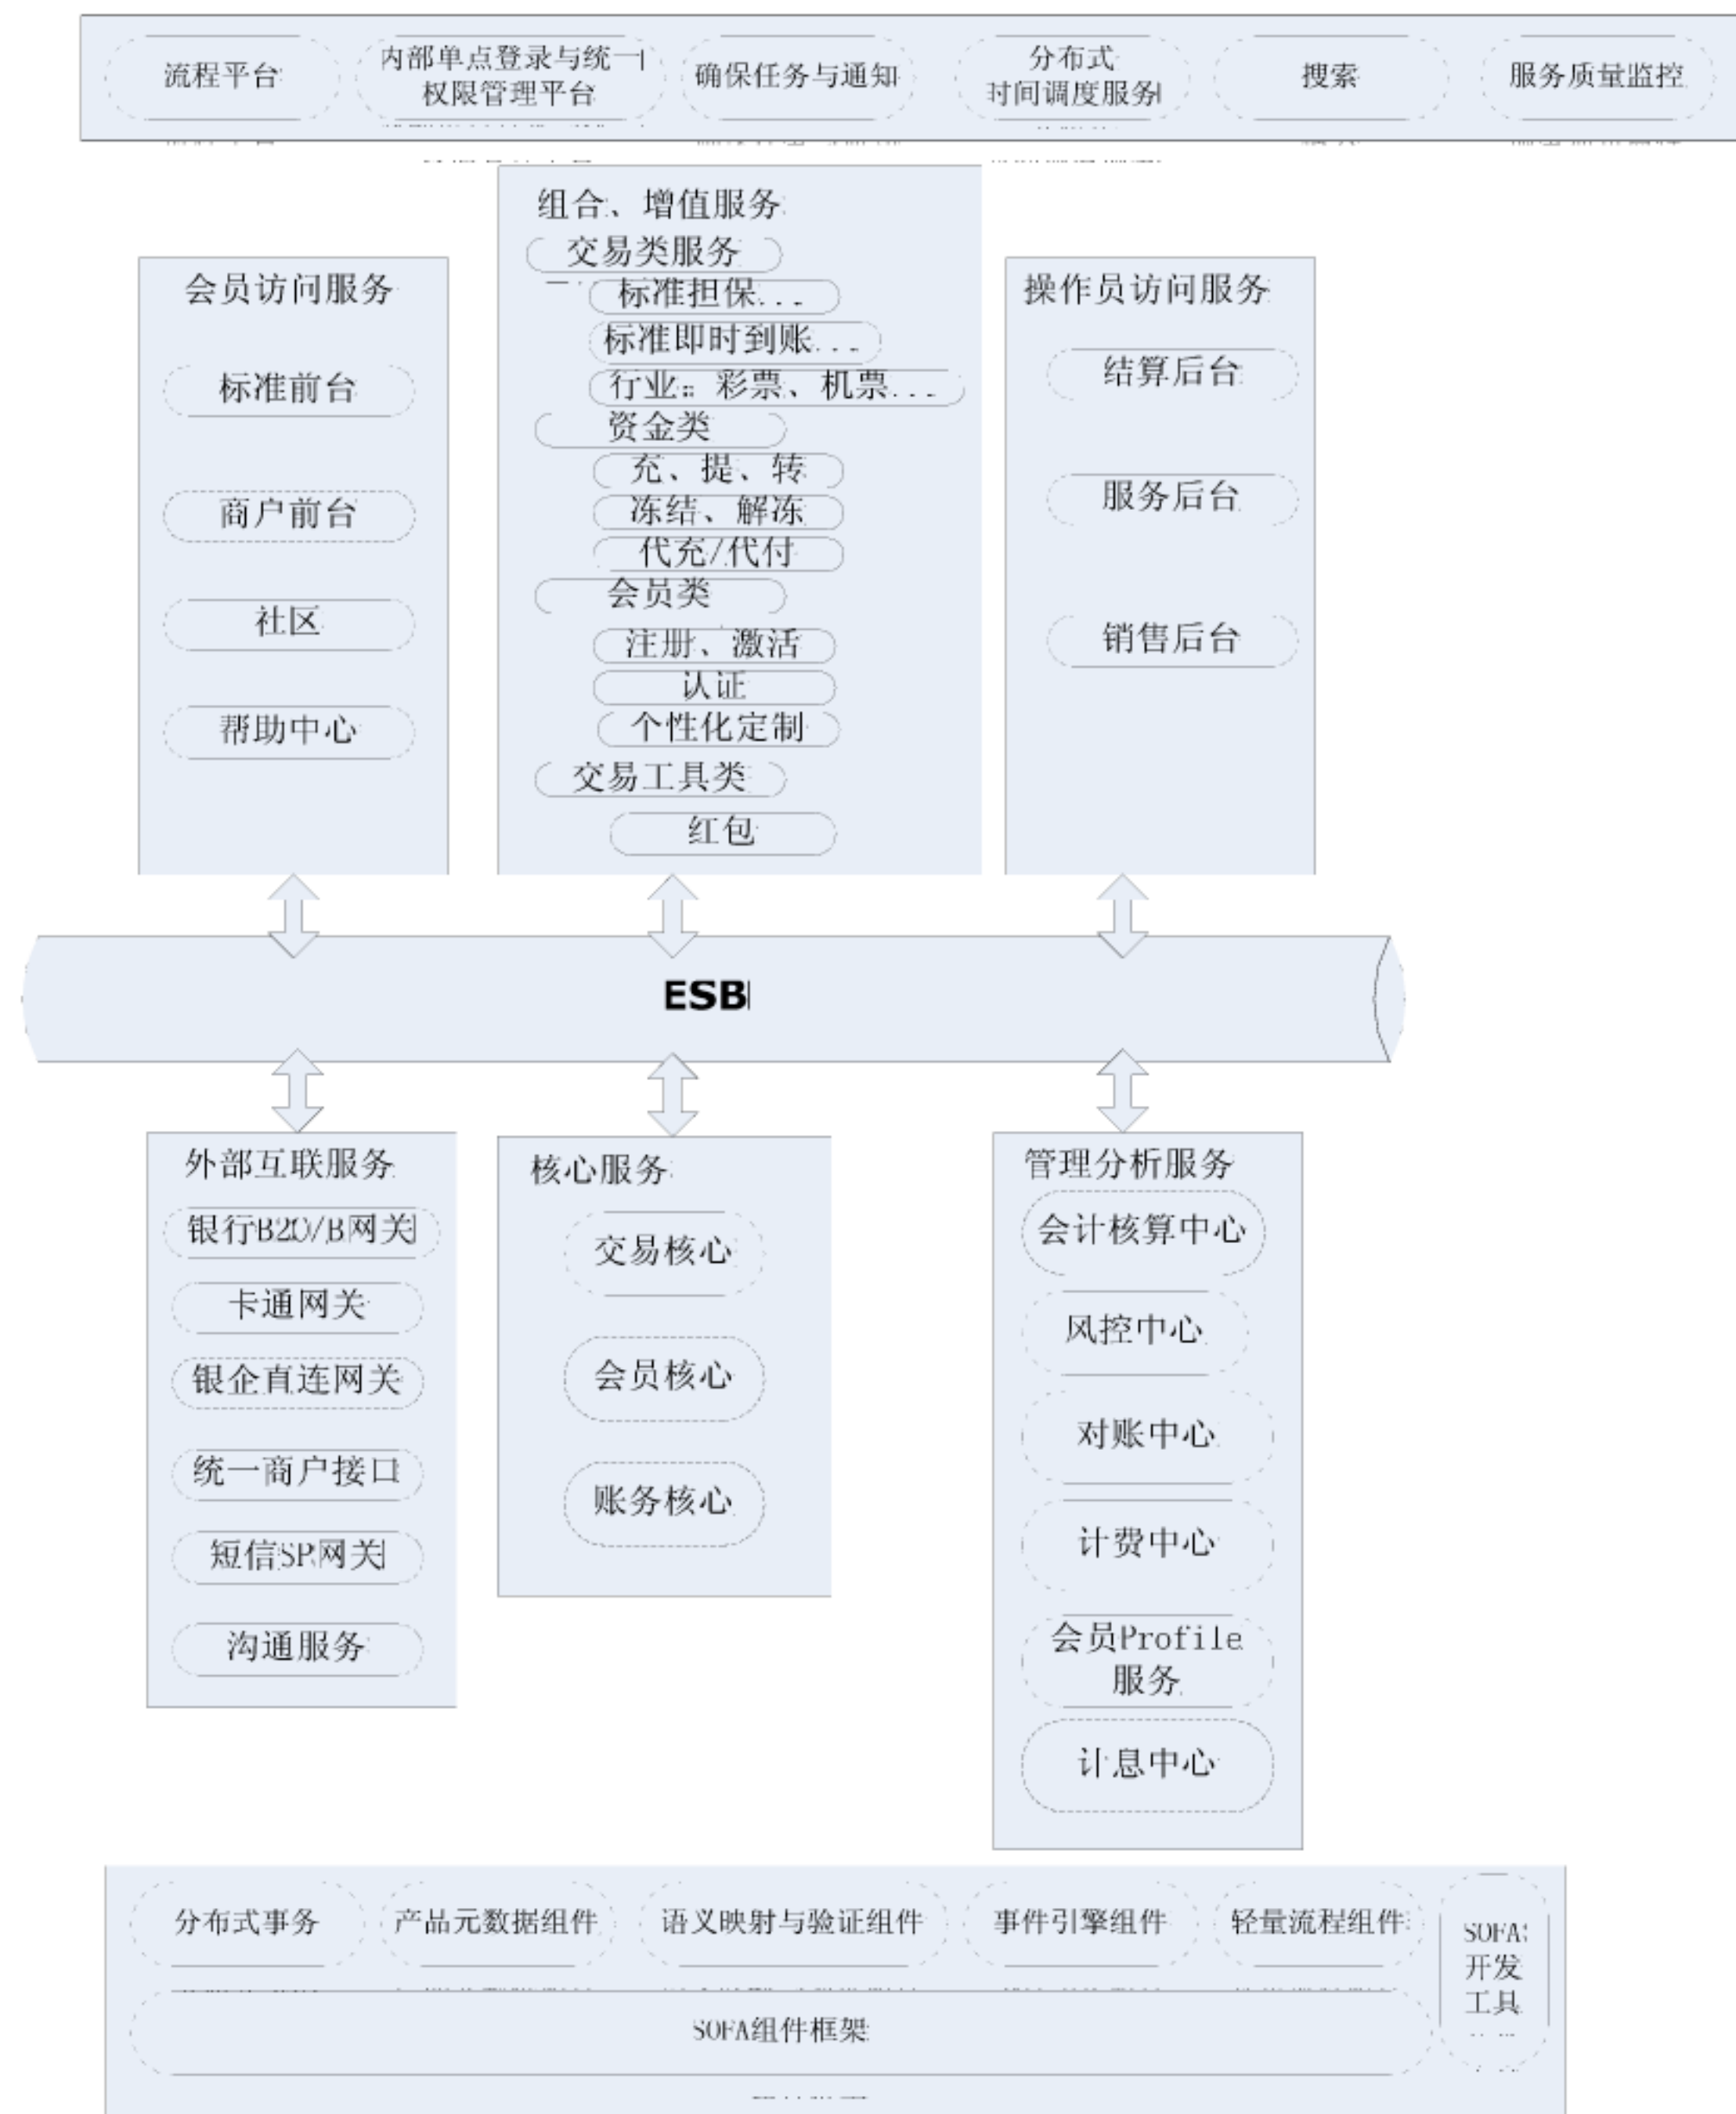 流程平台
内部单点登录与统一
权限管理平台
确保任务与通知
分布式
时间调度服务
搜索
服务质量监控
会员访问服务
标准前台
商户前台
社区
帮助中心
组合、增值服务
交易类服务
标准担保...
标准即时到账...
行业：彩票、机票...
资金类
充、提、转
冻结、解冻
代充/代付
会员类
注册、激活
认证
个性化定制
交易工具类
红包
操作员访问服务
结算后台
服务后台
销售后台
ESB
外部互联服务
银行B2C/B网关
卡通网关
银企直连网关
统一商户接口
短信SP网关
沟通服务
核心服务
交易核心
会员核心
账务核心
管理分析服务
会计核算中心
风控中心
对账中心
计费中心
会员Profile
服务
计息中心
分布式事务
产品元数据组件
语义映射与验证组件
事件引擎组件
轻量流程组件
SOFA
开发
工具
SOFA组件框架